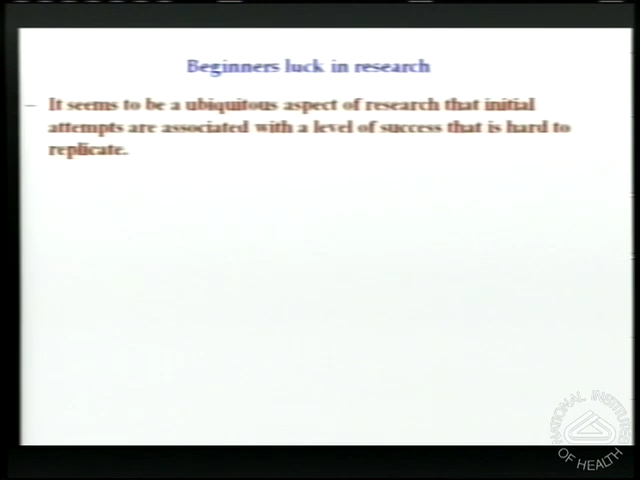 Beginners luck in research
– It seems to be a ubiquitous aspect of research that initial
attempts are associated with a level of success that is hard to
replicate.
NATIONAL INSTITUTES
OF HEALTH